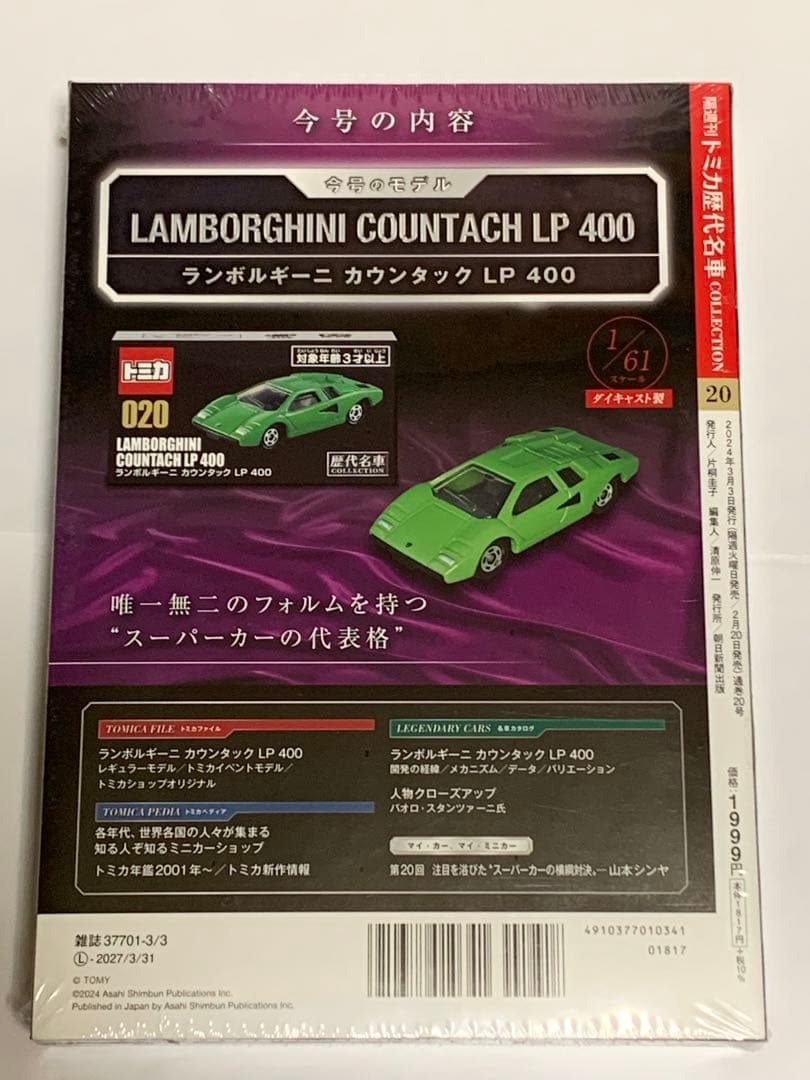 今号の内容
今号のモデル
LAMBORGHINI COUNTACH LP 400
ランボルギーニ カウンタック LP 400
トミカ
対象年齢3才以上
たいしょうねんれい さい いじょう
020
LAMBORGHINI
COUNTACH LP 400
ランボルギーニ カウンタック LP 400
歴代名車
COLLECTION
1/61
スケール
ダイキャスト製
唯一無二のフォルムを持つ
“スーパーカーの代表格”
TOMICA FILE トミカファイル
ランボルギーニ カウンタック LP 400
レギュラーモデル/トミカイベントモデル/
トミカショップオリジナル
TOMICA PEDIA トミカペディア
各年代、世界各国の人々が集まる
知る人ぞ知るミニカーショップ
トミカ年鑑2001年～/トミカ新作情報
LEGENDARY CARS 名車カタログ
ランボルギーニ カウンタック LP 400
開発の経緯/メカニズム/データ/バリエーション
人物クローズアップ
パオロ・スタンツァーニ氏
マイ・カー、マイ・ミニカー
第20回 注目を浴びた“スーパーカーの横綱対決”―山本シンヤ
雑誌37701-3/3
Ⓛ-2027/3/31
© TOMY
©2024 Asahi Shimbun Publications Inc.
Published in Japan by Asahi Shimbun Publications Inc.
4910377010341
01817
隔週刊 トミカ歴代名車 COLLECTION
20
2024年3月3日発行(隔週火曜日発売/2月20日発売)通巻20号
発行人/片桐圭子 編集人/清原伸一 発行所/朝日新聞出版
価格:1999円 本体1817円 +税10%